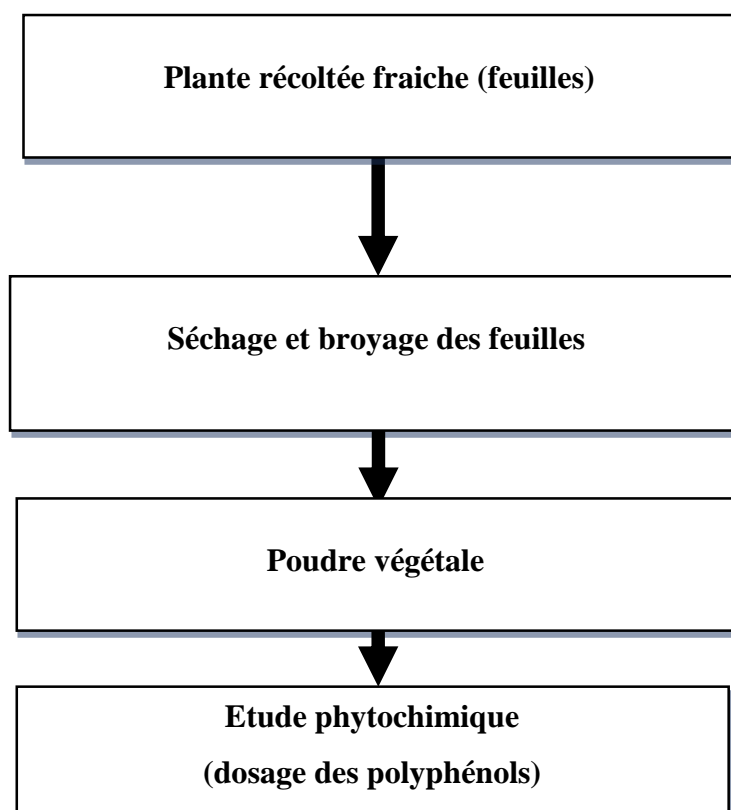 Plante récoltée fraiche (feuilles)
Séchage et broyage des feuilles
Poudre végétale
Etude phytochimique
(dosage des polyphénols)